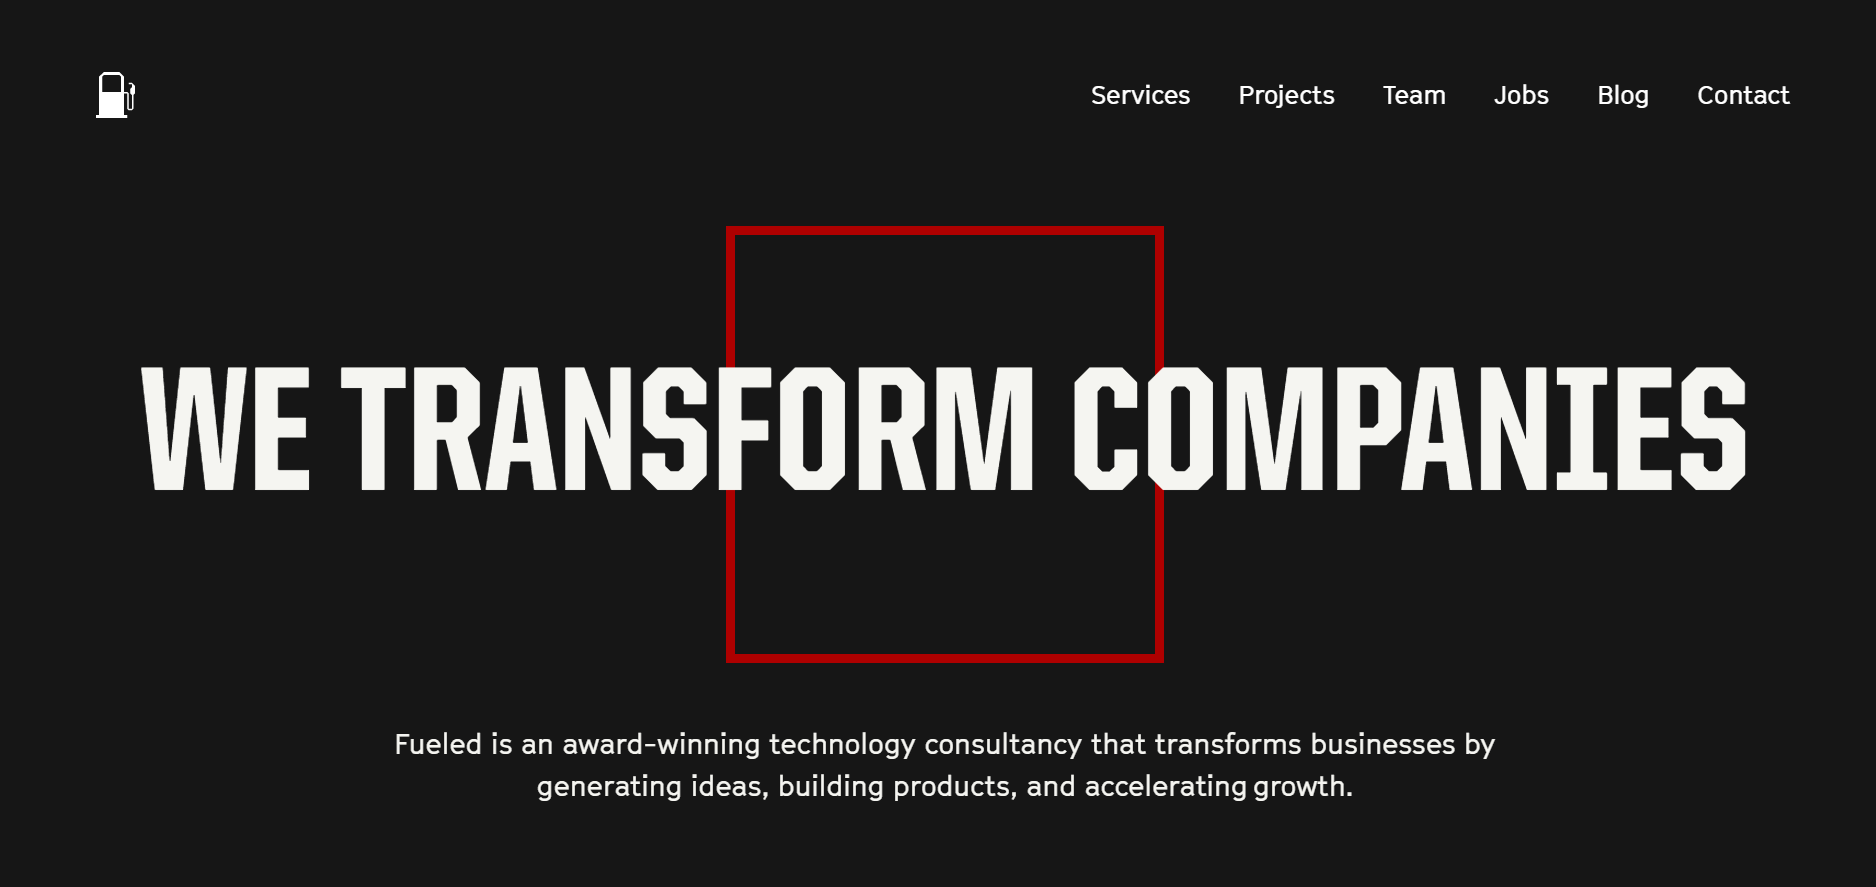 Services Projects Team Jobs Blog Contact
WE TRANSFORM COMPANIES
Fueled is an award-winning technology consultancy that transforms businesses by
generating ideas, building products, and accelerating growth.